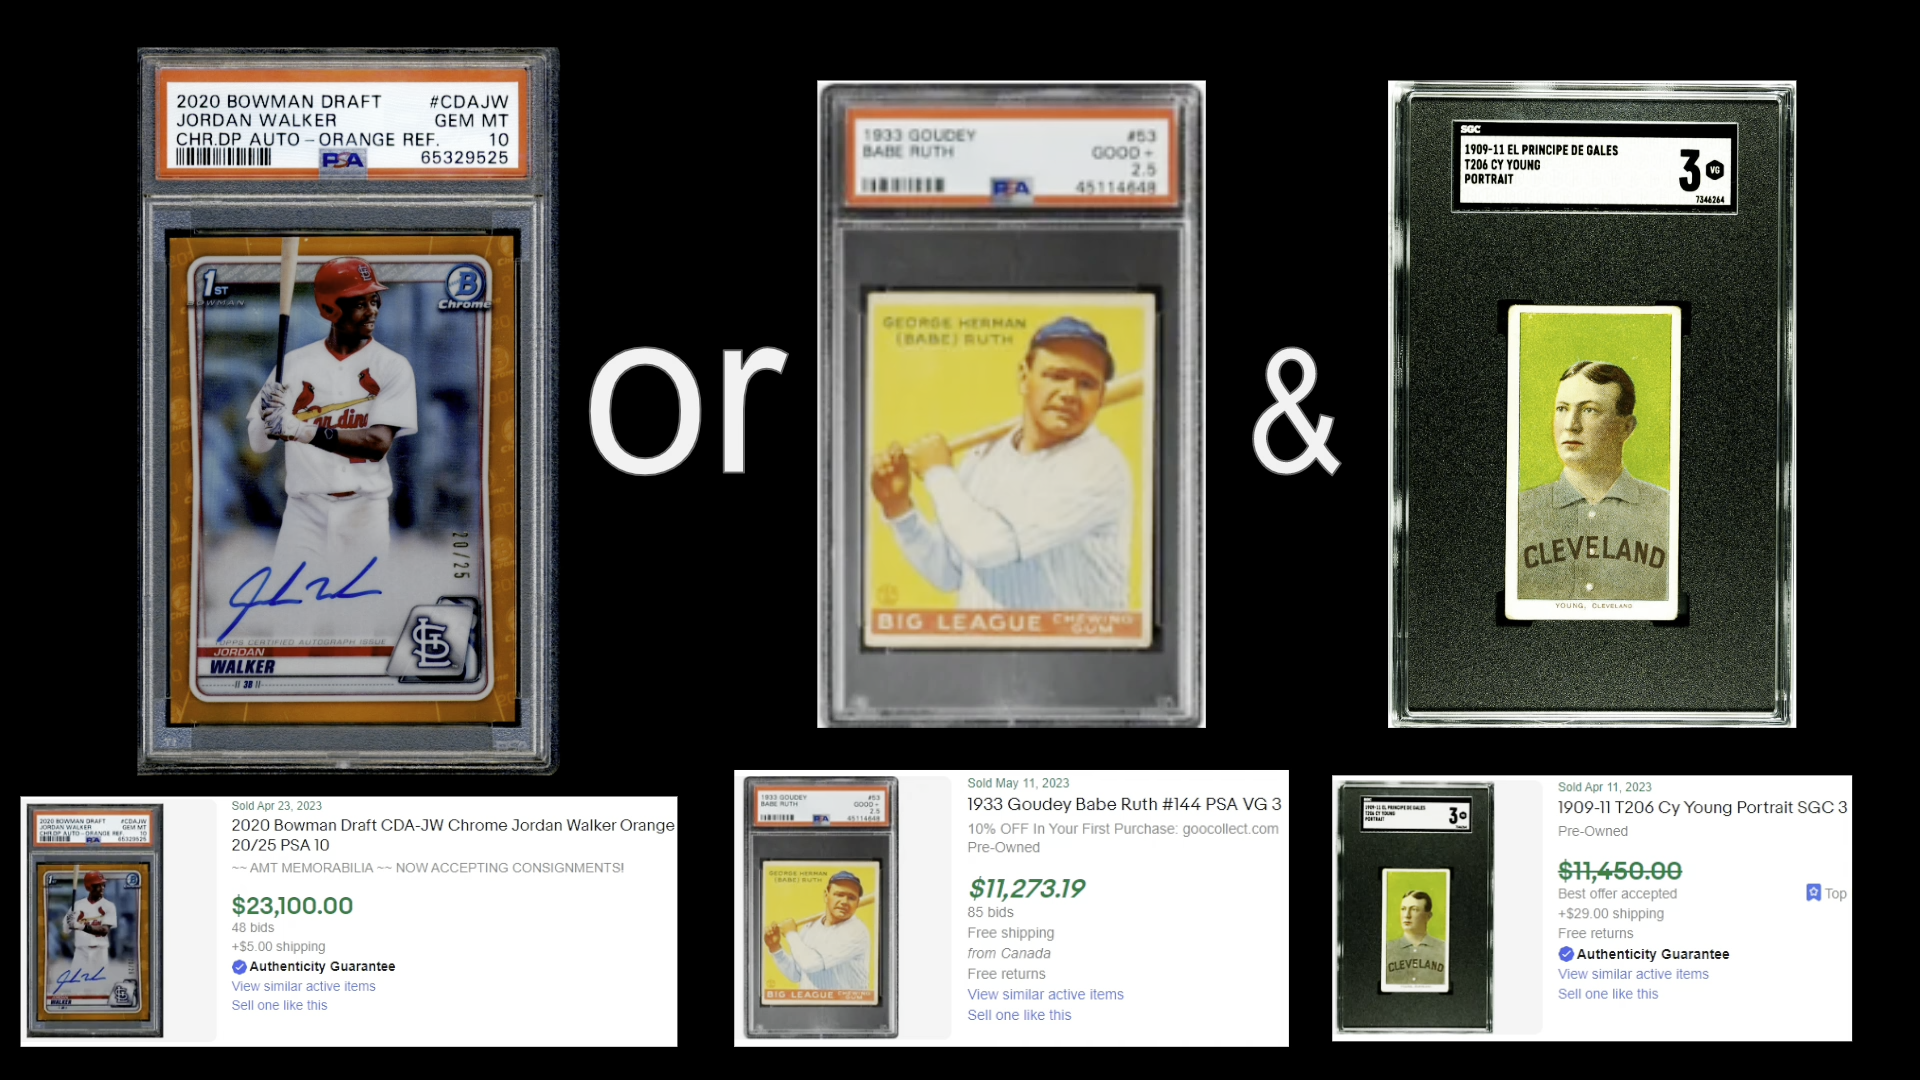 2020 BOWMAN DRAFT #CDAJW
JORDAN WALKER GEM MT
CHR.DP AUTO-ORANGE REF. 10
PSA 65329525
1ST
BOWMAN
B
Chrome
Cardinals
20/25
TOPPS CERTIFIED AUTOGRAPH ISSUE
JORDAN
WALKER
// 3B //
or
1933 GOUDEY #53
BABE RUTH GOOD +
2.5
PSA 45114648
GEORGE HERMAN
(BABE) RUTH
BIG LEAGUE CHEWING
GUM
&
SGC
1909-11 EL PRINCIPE DE GALES
T206 CY YOUNG
PORTRAIT
3 VG
7346264
CLEVELAND
YOUNG, CLEVELAND
Sold Apr 23, 2023
2020 Bowman Draft CDA-JW Chrome Jordan Walker Orange
20/25 PSA 10
~~ AMT MEMORABILIA ~~ NOW ACCEPTING CONSIGNMENTS!
$23,100.00
48 bids
+$5.00 shipping
Authenticity Guarantee
View similar active items
Sell one like this
Sold May 11, 2023
1933 Goudey Babe Ruth #144 PSA VG 3
10% OFF In Your First Purchase: goocollect.com
Pre-Owned
$11,273.19
85 bids
Free shipping
from Canada
Free returns
View similar active items
Sell one like this
Sold Apr 11, 2023
1909-11 T206 Cy Young Portrait SGC 3
Pre-Owned
$11,450.00
Best offer accepted
Top
+$29.00 shipping
Free returns
Authenticity Guarantee
View similar active items
Sell one like this